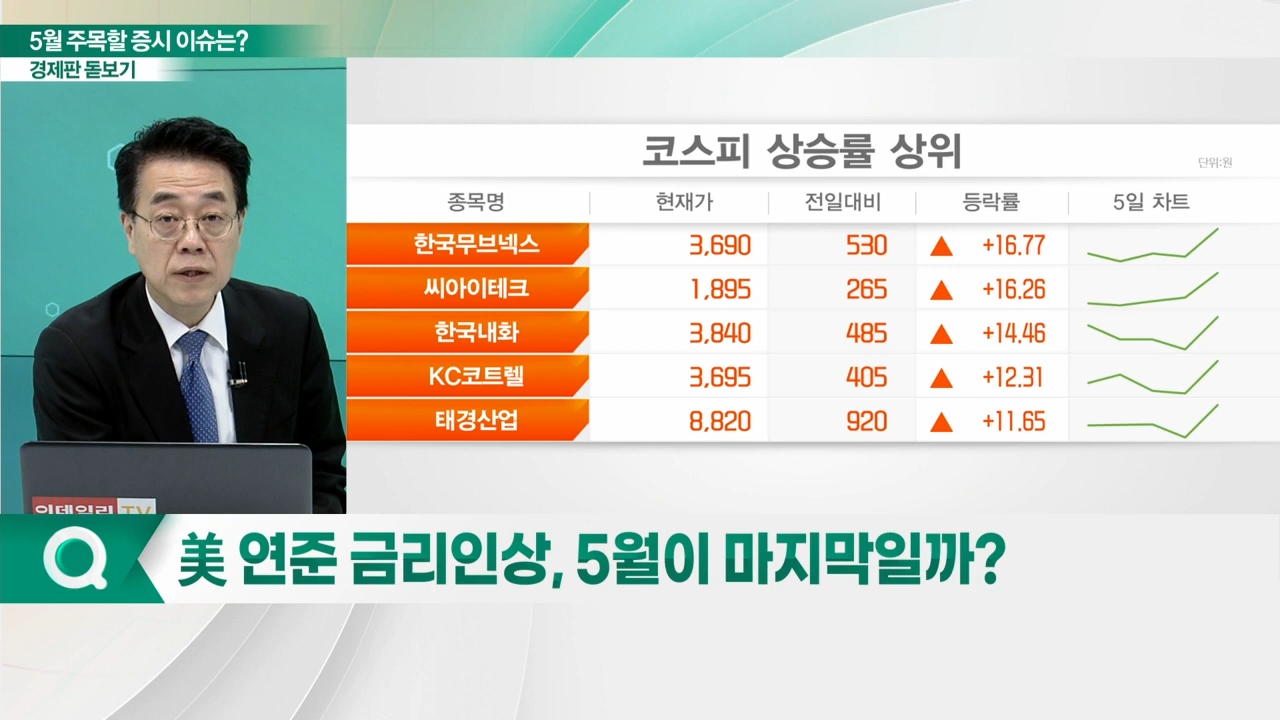 5월 주목할 증시 이슈는?
경제판 돋보기
코스피 상승률 상위
단위:원
종목명 현재가 전일대비 등락률 5일 차트
한국무브넥스 3,690 530 ▲ +16.77
씨아이테크 1,895 265 ▲ +16.26
한국내화 3,840 485 ▲ +14.46
KC코트렐 3,695 405 ▲ +12.31
태경산업 8,820 920 ▲ +11.65
이데일리 TV
Q 美 연준 금리인상, 5월이 마지막일까?